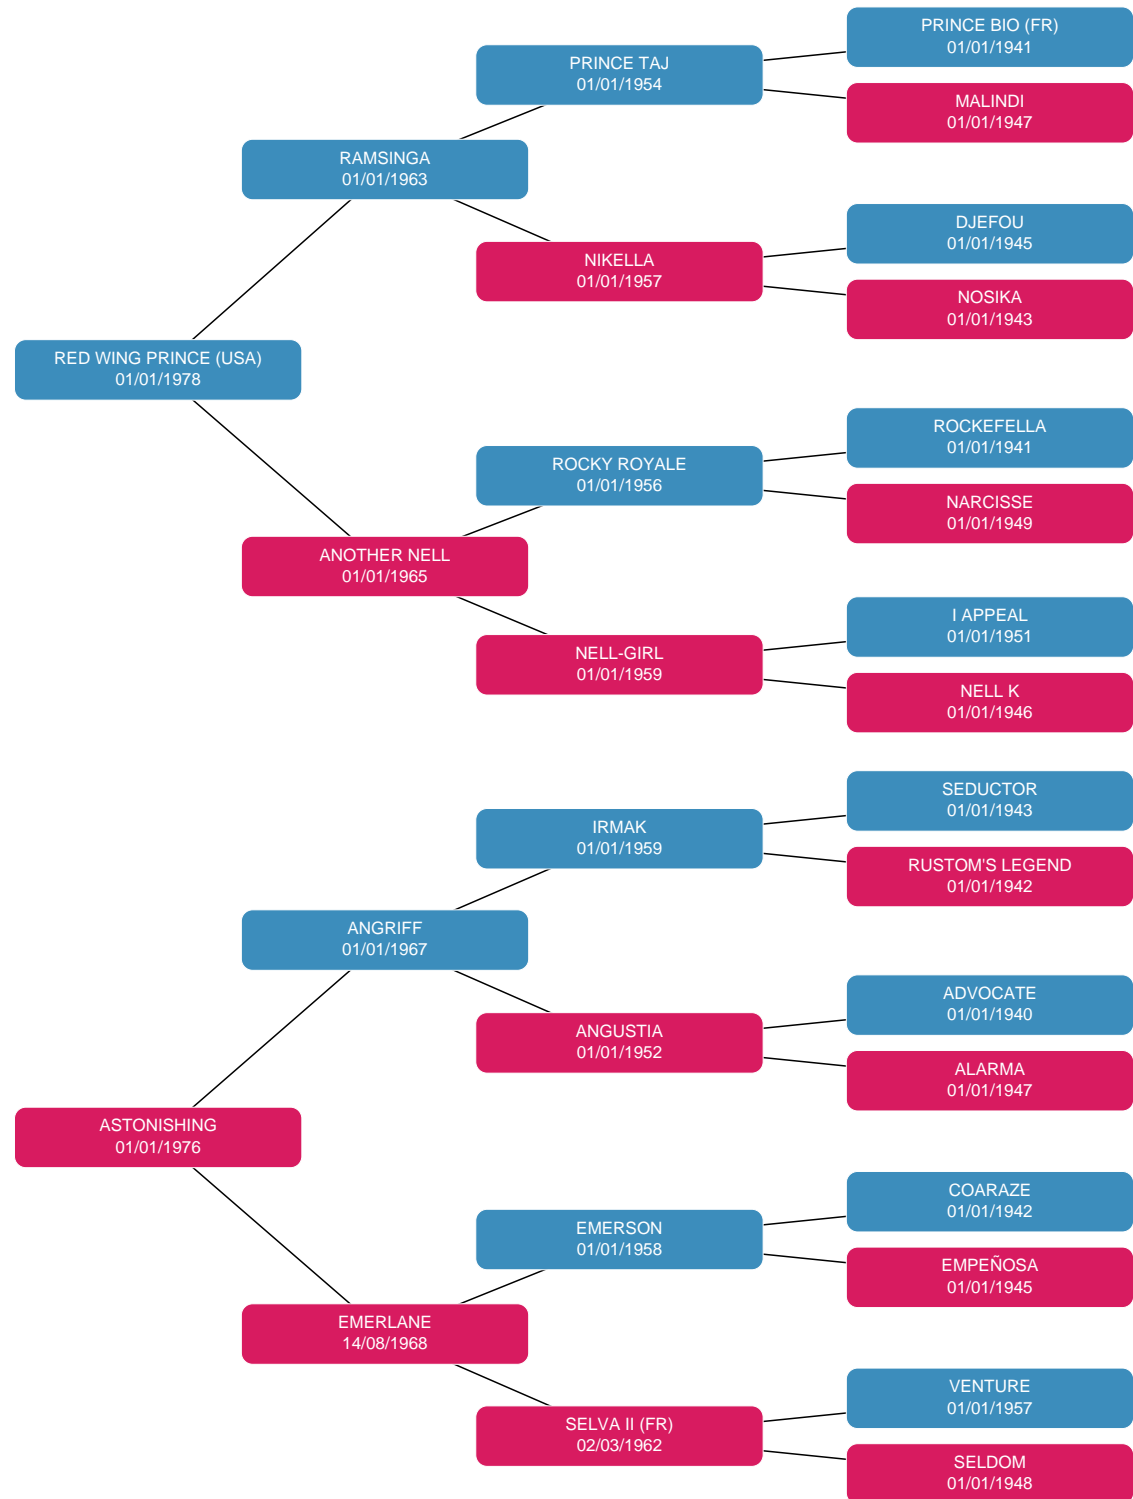 PRINCE BIO (FR)
01/01/1941
PRINCE TAJ
01/01/1954
MALINDI
01/01/1947
RAMSINGA
01/01/1963
DJEFOU
01/01/1945
NIKELLA
01/01/1957
NOSIKA
01/01/1943
RED WING PRINCE (USA)
01/01/1978
ROCKEFELLA
01/01/1941
ROCKY ROYALE
01/01/1956
NARCISSE
01/01/1949
ANOTHER NELL
01/01/1965
I APPEAL
01/01/1951
NELL-GIRL
01/01/1959
NELL K
01/01/1946
SEDUCTOR
01/01/1943
IRMAK
01/01/1959
RUSTOM'S LEGEND
01/01/1942
ANGRIFF
01/01/1967
ADVOCATE
01/01/1940
ANGUSTIA
01/01/1952
ALARMA
01/01/1947
ASTONISHING
01/01/1976
COARAZE
01/01/1942
EMERSON
01/01/1958
EMPEÑOSA
01/01/1945
EMERLANE
14/08/1968
VENTURE
01/01/1957
SELVA II (FR)
02/03/1962
SELDOM
01/01/1948